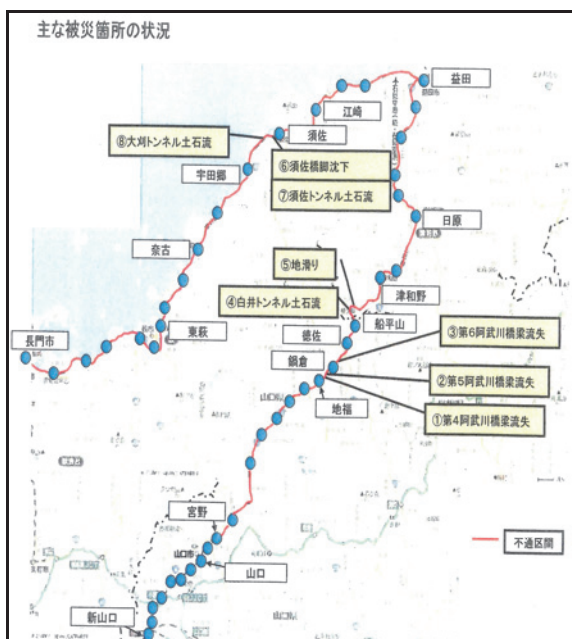 主な被災箇所の状況
益田
江崎
須佐
⑧大刈トンネル土石流
⑥須佐橋脚沈下
宇田郷
⑦須佐トンネル土石流
日原
奈古
⑤地滑り
津和野
④白井トンネル土石流
船平山
長門市
東萩
徳佐
③第6阿武川橋梁流失
鍋倉
②第5阿武川橋梁流失
地福
①第4阿武川橋梁流失
宮野
不通区間
山口市
山口
新山口